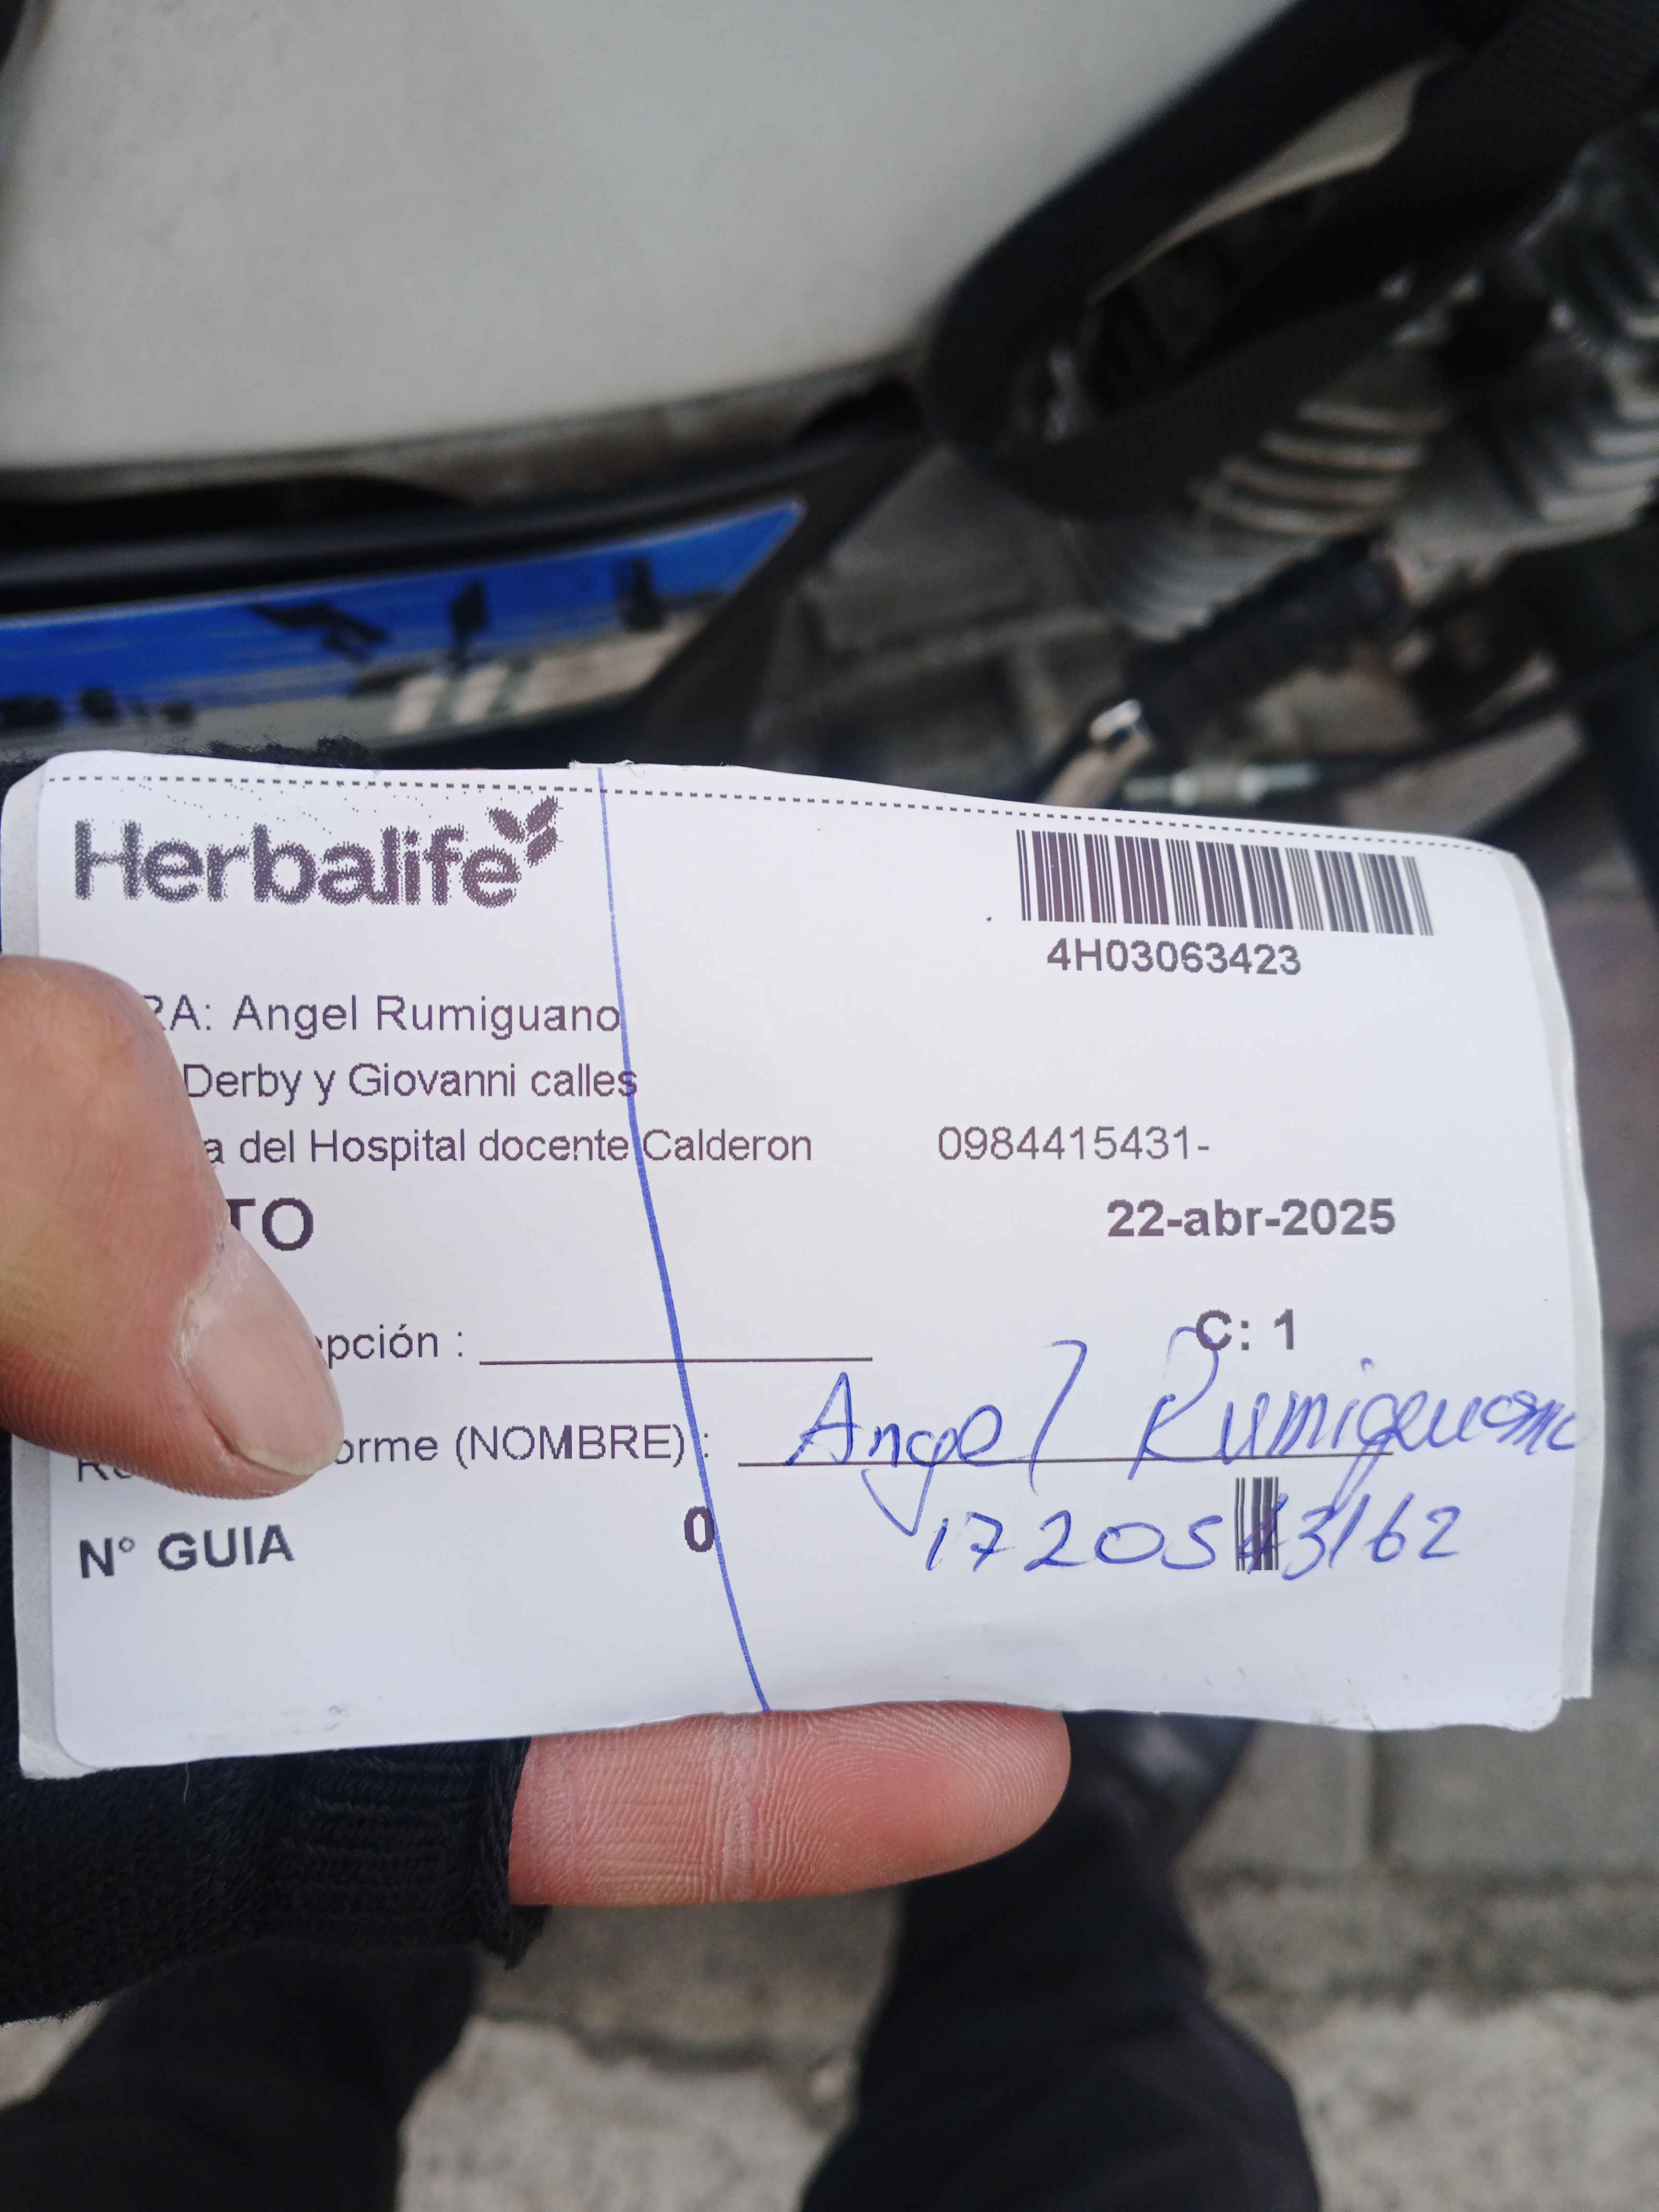 Herbalife
4H03063423
RA: Angel Rumiguano
Derby y Giovanni calles
a del Hospital docente Calderon 0984415431-
TO 22-abr-2025
C: 1
pción :
orme (NOMBRE) : Angel Rumiguano
N° GUIA 0